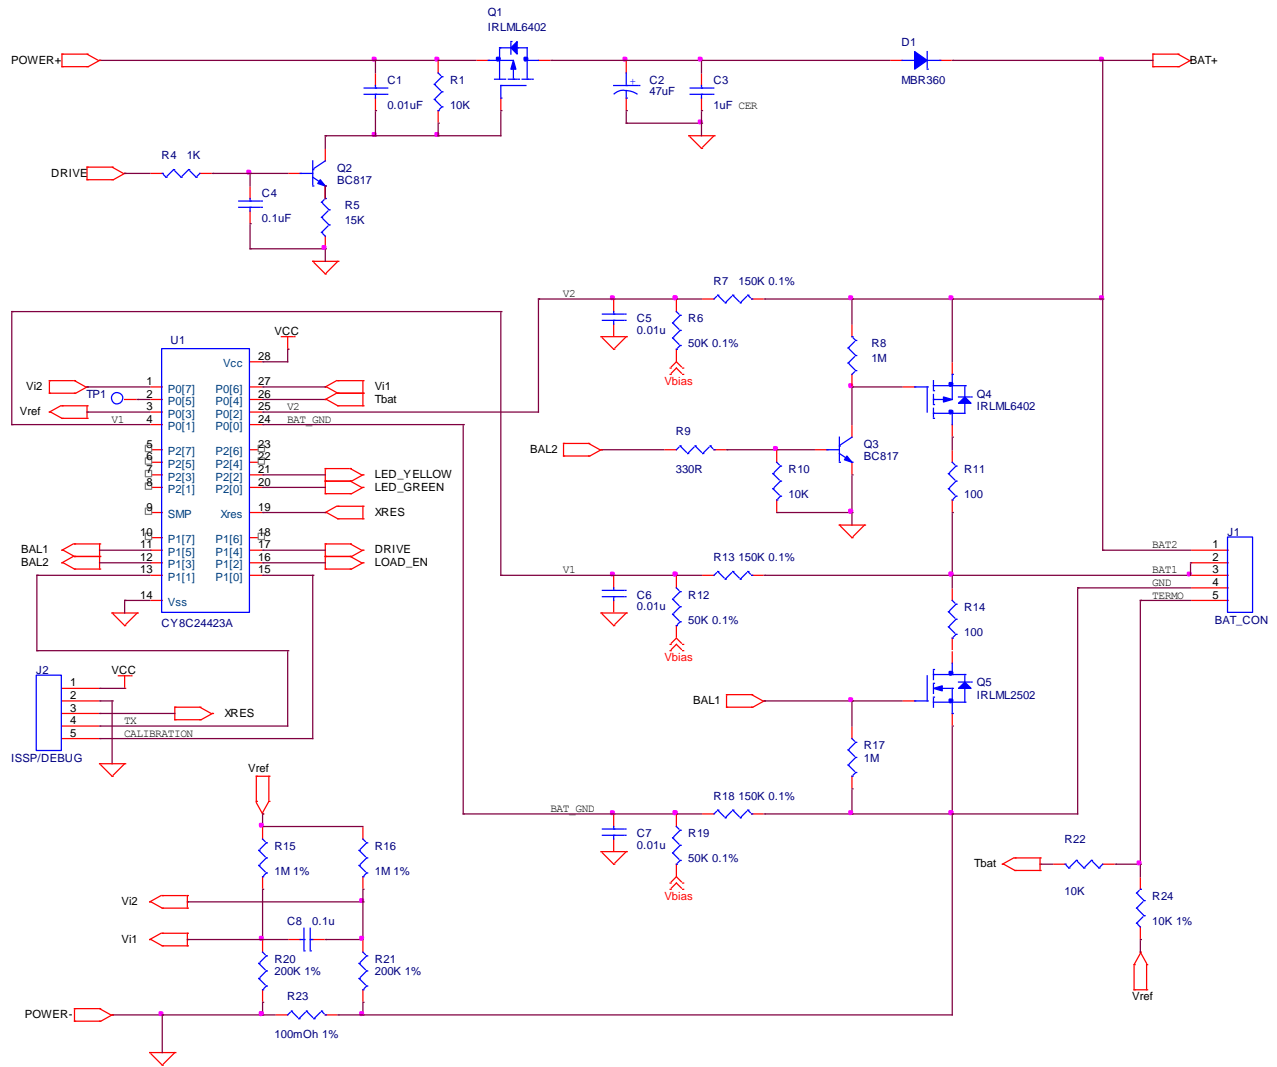 Q1
IRLML6402
POWER+
D1
BAT+
MBR360
C1
0.01uF
R1
10K
C2
47uF
C3
1uF CER
+
DRIVE
R4 1K
Q2
BC817
C4
0.1uF
R5
15K
V2
R7 150K 0.1%
C5
0.01u
R6
50K 0.1%
Vbias
R8
1M
Q4
IRLML6402
BAL2
R9
330R
Q3
BC817
R10
10K
R11
100
U1
VCC
Vcc 28
Vi2 1 P0[7] P0[6] 27 Vi1
TP1 2 P0[5] P0[4] 26 Tbat
Vref 3 P0[3] P0[2] 25 V2
V1 4 P0[1] P0[0] 24 BAT_GND
5 P2[7] P2[6] 23
6 P2[5] P2[4] 22
7 P2[3] P2[2] 21 LED_YELLOW
8 P2[1] P2[0] 20 LED_GREEN
9 SMP Xres 19 XRES
10 P1[7] P1[6] 18
BAL1 11 P1[5] P1[4] 17 DRIVE
BAL2 12 P1[3] P1[2] 16 LOAD_EN
13 P1[1] P1[0] 15
14 Vss
CY8C24423A
V1
R13 150K 0.1%
C6
0.01u
R12
50K 0.1%
Vbias
R14
100
J1
BAT2 1
2
BAT1 3
GND 4
TERMO 5
BAT_CON
BAL1
Q5
IRLML2502
R17
1M
J2
VCC
1
2
3 XRES
4 TX
5 CALIBRATION
ISSP/DEBUG
BAT_GND
R18 150K 0.1%
C7
0.01u
R19
50K 0.1%
Vbias
Vref
R15
1M 1%
R16
1M 1%
Vi2
Vi1
C8 0.1u
R20
200K 1%
R21
200K 1%
R23
100mOh 1%
POWER-
R22
Tbat
10K
R24
10K 1%
Vref